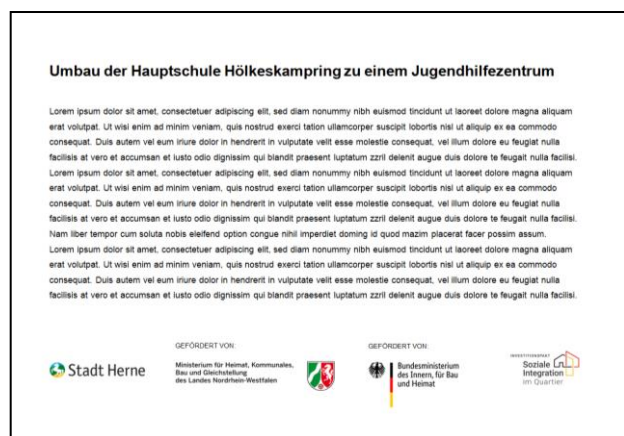 Umbau der Hauptschule Hölkeskampring zu einem Jugendhilfezentrum
Lorem ipsum dolor sit amet, consectetuer adipiscing elit, sed diam nonummy nibh euismod tincidunt ut laoreet dolore magna aliquam
erat volutpat. Ut wisi enim ad minim veniam, quis nostrud exerci tation ullamcorper suscipit lobortis nisl ut aliquip ex ea commodo
consequat. Duis autem vel eum iriure dolor in hendrerit in vulputate velit esse molestie consequat, vel illum dolore eu feugiat nulla
facilisis at vero et accumsan et iusto odio dignissim qui blandit praesent luptatum zzril delenit augue duis dolore te feugait nulla facilisi.
Lorem ipsum dolor sit amet, consectetuer adipiscing elit, sed diam nonummy nibh euismod tincidunt ut laoreet dolore magna aliquam
erat volutpat. Ut wisi enim ad minim veniam, quis nostrud exerci tation ullamcorper suscipit lobortis nisl ut aliquip ex ea commodo
consequat. Duis autem vel eum iriure dolor in hendrerit in vulputate velit esse molestie consequat, vel illum dolore eu feugiat nulla
facilisis at vero et accumsan et iusto odio dignissim qui blandit praesent luptatum zzril delenit augue duis dolore te feugait nulla facilisi.
Nam liber tempor cum soluta nobis eleifend option congue nihil imperdiet doming id quod mazim placerat facer possim assum.
Lorem ipsum dolor sit amet, consectetuer adipiscing elit, sed diam nonummy nibh euismod tincidunt ut laoreet dolore magna aliquam
erat volutpat. Ut wisi enim ad minim veniam, quis nostrud exerci tation ullamcorper suscipit lobortis nisl ut aliquip ex ea commodo
consequat. Duis autem vel eum iriure dolor in hendrerit in vulputate velit esse molestie consequat, vel illum dolore eu feugiat nulla
facilisis at vero et accumsan et iusto odio dignissim qui blandit praesent luptatum zzril delenit augue duis dolore te feugait nulla facilisi.
Stadt Herne
GEFÖRDERT VON:
Ministerium für Heimat, Kommunales,
Bau und Gleichstellung
des Landes Nordrhein-Westfalen
GEFÖRDERT VON:
Bundesministerium
des Innern, für Bau
und Heimat
INVESTITIONSPAKT
Soziale
Integration
im Quartier